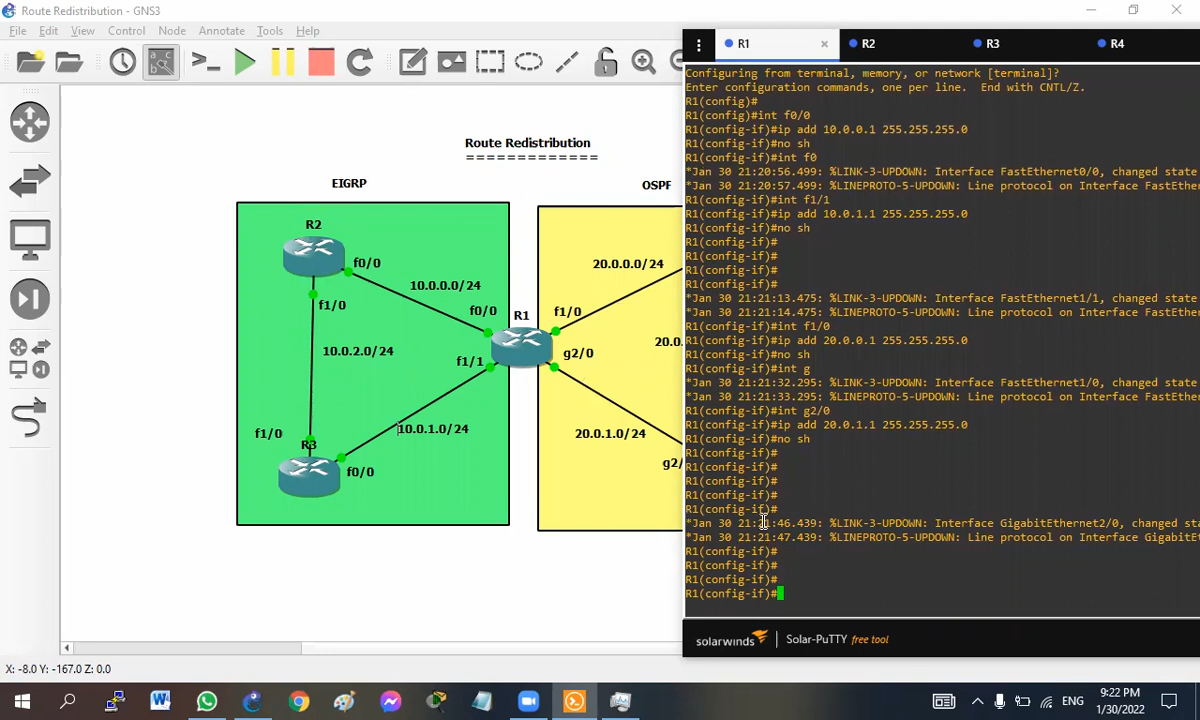 Route Redistribution - GNS3
File Edit View Control Node Annotate Tools Help
Route Redistribution
=============
EIGRP
OSPF
R2
f0/0
10.0.0.0/24
f1/0
f0/0
R1
f1/0
20.0.0.0/24
10.0.2.0/24
f1/1
g2/0
20.0.
f1/0
10.0.1.0/24
20.0.1.0/24
R3
f0/0
g2/
X: -8.0 Y: -167.0 Z: 0.0
R1 × R2 R3 R4
Configuring from terminal, memory, or network [terminal]?
Enter configuration commands, one per line.  End with CNTL/Z.
R1(config)#
R1(config)#int f0/0
R1(config-if)#ip add 10.0.0.1 255.255.255.0
R1(config-if)#no sh
R1(config-if)#int f0
*Jan 30 21:20:56.499: %LINK-3-UPDOWN: Interface FastEthernet0/0, changed state
*Jan 30 21:20:57.499: %LINEPROTO-5-UPDOWN: Line protocol on Interface FastEther
R1(config-if)#int f1/1
R1(config-if)#ip add 10.0.1.1 255.255.255.0
R1(config-if)#no sh
R1(config-if)#
R1(config-if)#
R1(config-if)#
R1(config-if)#
*Jan 30 21:21:13.475: %LINK-3-UPDOWN: Interface FastEthernet1/1, changed state
*Jan 30 21:21:14.475: %LINEPROTO-5-UPDOWN: Line protocol on Interface FastEther
R1(config-if)#int f1/0
R1(config-if)#ip add 20.0.0.1 255.255.255.0
R1(config-if)#no sh
R1(config-if)#int g
*Jan 30 21:21:32.295: %LINK-3-UPDOWN: Interface FastEthernet1/0, changed state
*Jan 30 21:21:33.295: %LINEPROTO-5-UPDOWN: Line protocol on Interface FastEther
R1(config-if)#int g2/0
R1(config-if)#ip add 20.0.1.1 255.255.255.0
R1(config-if)#no sh
R1(config-if)#
R1(config-if)#
R1(config-if)#
R1(config-if)#
R1(config-if)#
*Jan 30 21:21:46.439: %LINK-3-UPDOWN: Interface GigabitEthernet2/0, changed sta
*Jan 30 21:21:47.439: %LINEPROTO-5-UPDOWN: Line protocol on Interface GigabitEt
R1(config-if)#
R1(config-if)#
R1(config-if)#
R1(config-if)#
solarwinds Solar-PuTTY free tool
ENG
9:22 PM
1/30/2022